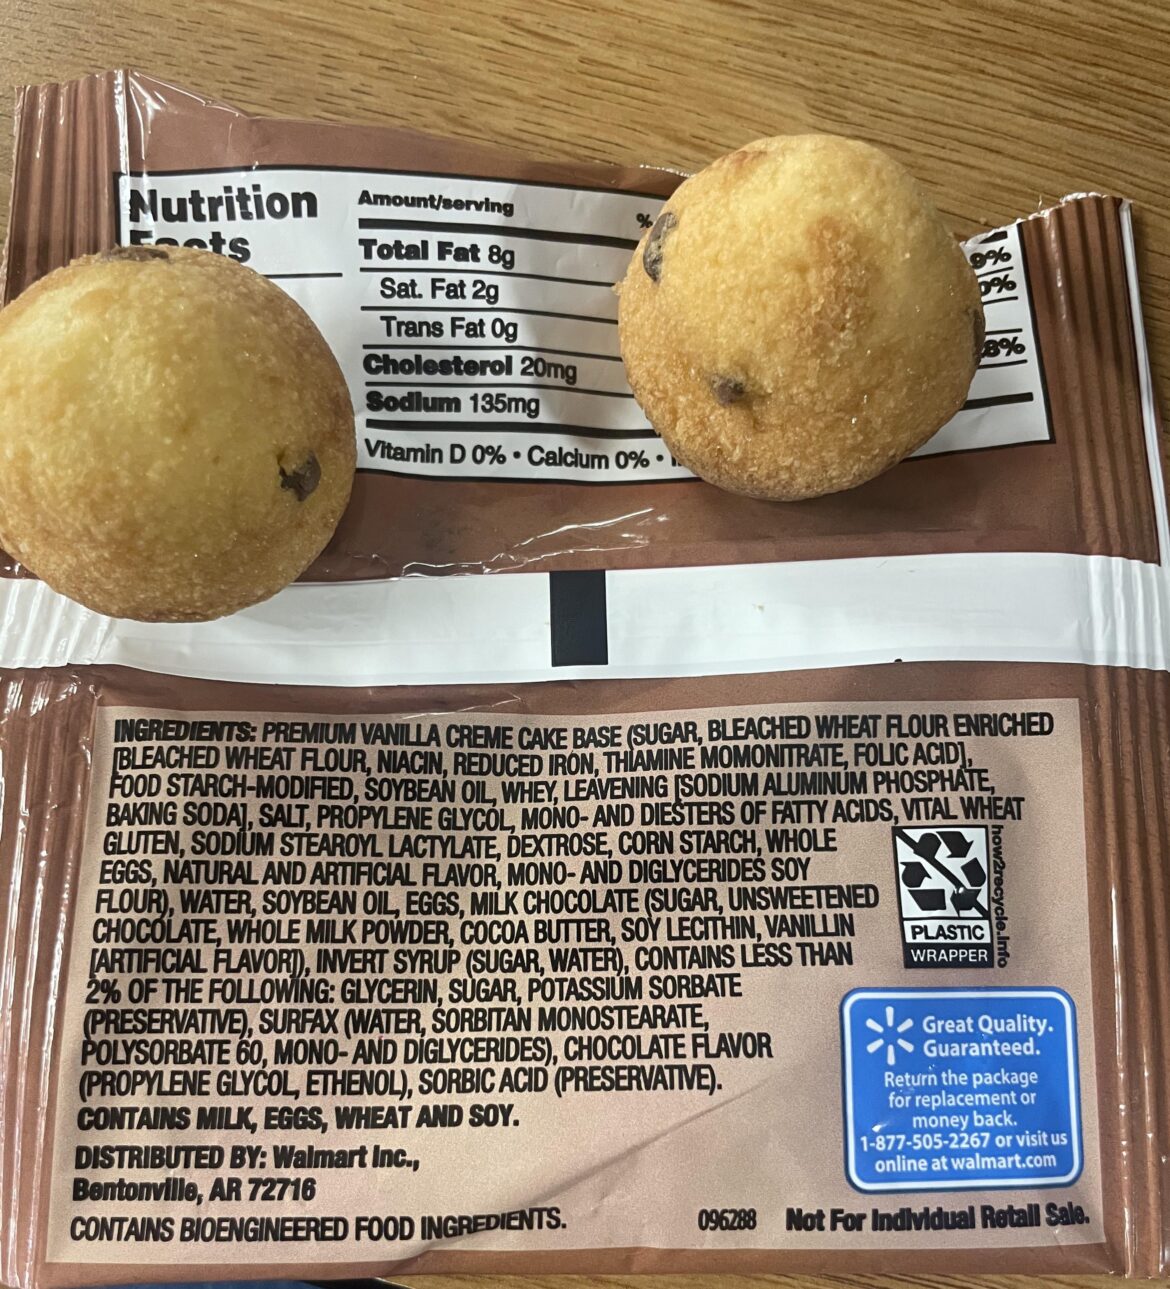 Nutrition
Facts
Amount/serving
%
Total Fat 8g
Sat. Fat 2g
0%
Trans Fat 0g
Cholesterol 20mg
8%
Sodium 135mg
Vitamin D 0% • Calcium 0% •
INGREDIENTS: PREMIUM VANILLA CREME CAKE BASE (SUGAR, BLEACHED WHEAT FLOUR ENRICHED
[BLEACHED WHEAT FLOUR, NIACIN, REDUCED IRON, THIAMINE MOMONITRATE, FOLIC ACID],
FOOD STARCH-MODIFIED, SOYBEAN OIL, WHEY, LEAVENING [SODIUM ALUMINUM PHOSPHATE,
BAKING SODA], SALT, PROPYLENE GLYCOL, MONO- AND DIESTERS OF FATTY ACIDS, VITAL WHEAT
GLUTEN, SODIUM STEAROYL LACTYLATE, DEXTROSE, CORN STARCH, WHOLE
EGGS, NATURAL AND ARTIFICIAL FLAVOR, MONO- AND DIGLYCERIDES SOY
FLOUR), WATER, SOYBEAN OIL, EGGS, MILK CHOCOLATE (SUGAR, UNSWEETENED
CHOCOLATE, WHOLE MILK POWDER, COCOA BUTTER, SOY LECITHIN, VANILLIN
[ARTIFICIAL FLAVOR]), INVERT SYRUP (SUGAR, WATER), CONTAINS LESS THAN
2% OF THE FOLLOWING: GLYCERIN, SUGAR, POTASSIUM SORBATE
(PRESERVATIVE), SURFAX (WATER, SORBITAN MONOSTEARATE,
POLYSORBATE 60, MONO- AND DIGLYCERIDES), CHOCOLATE FLAVOR
(PROPYLENE GLYCOL, ETHENOL), SORBIC ACID (PRESERVATIVE).
CONTAINS MILK, EGGS, WHEAT AND SOY.
DISTRIBUTED BY: Walmart Inc.,
Bentonville, AR 72716
CONTAINS BIOENGINEERED FOOD INGREDIENTS.
how2recycle.info
PLASTIC
WRAPPER
Great Quality.
Guaranteed.
Return the package
for replacement or
money back.
1-877-505-2267 or visit us
online at walmart.com
096288 Not For Individual Retail Sale.